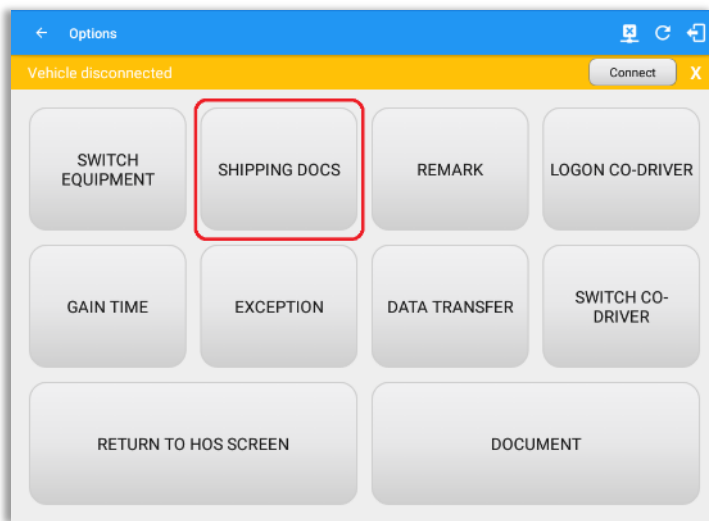 Options
Vehicle disconnected
Connect
X
SWITCH
EQUIPMENT
SHIPPING DOCS
REMARK
LOGON CO-DRIVER
GAIN TIME
EXCEPTION
DATA TRANSFER
SWITCH CO-
DRIVER
RETURN TO HOS SCREEN
DOCUMENT